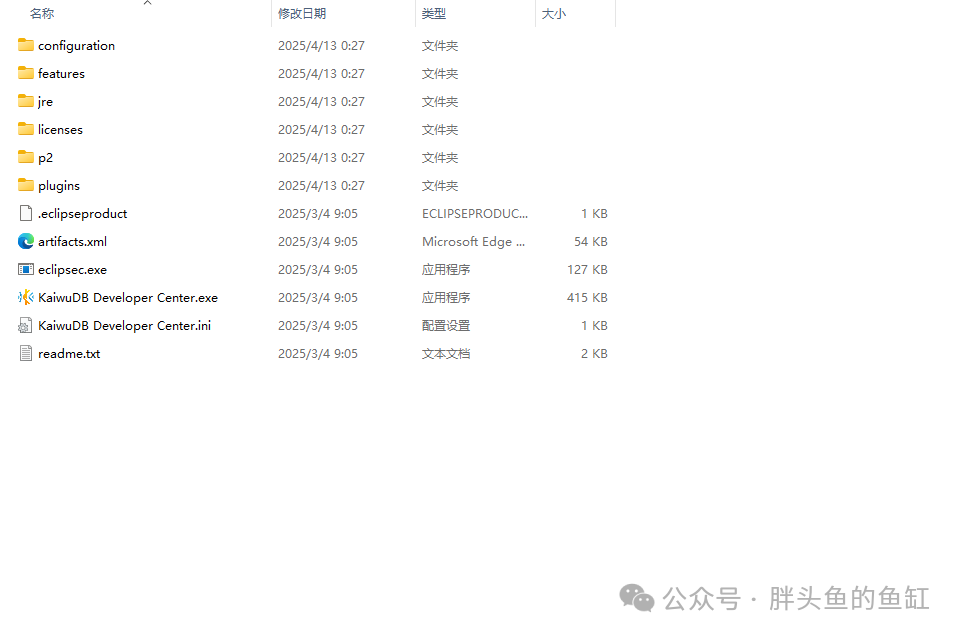 名称 修改日期 类型 大小
configuration 2025/4/13 0:27 文件夹
features 2025/4/13 0:27 文件夹
jre 2025/4/13 0:27 文件夹
licenses 2025/4/13 0:27 文件夹
p2 2025/4/13 0:27 文件夹
plugins 2025/4/13 0:27 文件夹
.eclipseproduct 2025/3/4 9:05 ECLIPSEPRODUC... 1 KB
artifacts.xml 2025/3/4 9:05 Microsoft Edge ... 54 KB
eclipsec.exe 2025/3/4 9:05 应用程序 127 KB
KaiwuDB Developer Center.exe 2025/3/4 9:05 应用程序 415 KB
KaiwuDB Developer Center.ini 2025/3/4 9:05 配置设置 1 KB
readme.txt 2025/3/4 9:05 文本文档 2 KB
公众号 · 胖头鱼的鱼缸